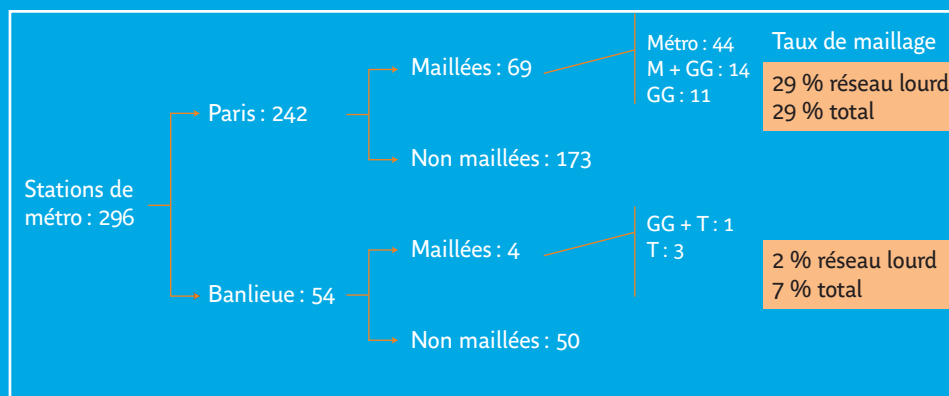 Stations de
métro : 296
Paris : 242
Maillées : 69
Métro : 44
M + GG : 14
GG : 11
Taux de maillage
29 % réseau lourd
29 % total
Non maillées : 173
Banlieue : 54
Maillées : 4
GG + T : 1
T : 3
2 % réseau lourd
7 % total
Non maillées : 50